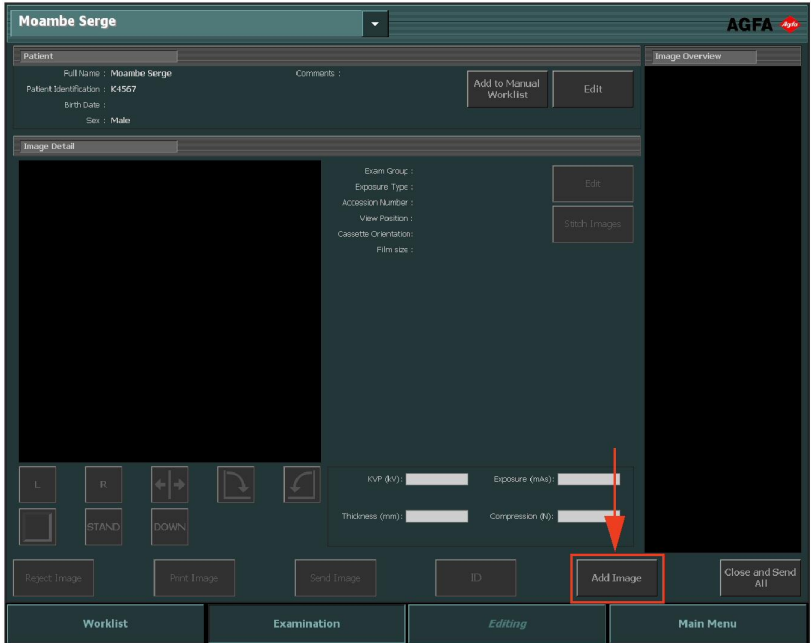 Moambe Serge
AGFA Agfa
Patient
Full Name : Moambe Serge
Patient Identification : K4567
Birth Date :
Sex : Male
Comments :
Add to Manual
Worklist
Edit
Image Overview
Image Detail
Exam Group :
Exposure Type :
Accession Number :
View Position :
Cassette Orientation:
Film size :
Edit
Stitch Images
L
R
STAND
DOWN
KVP (kV):
Exposure (mAs):
Thickness (mm):
Compression (N):
Reject Image
Print Image
Send Image
ID
Add Image
Close and Send
All
Worklist
Examination
Editing
Main Menu